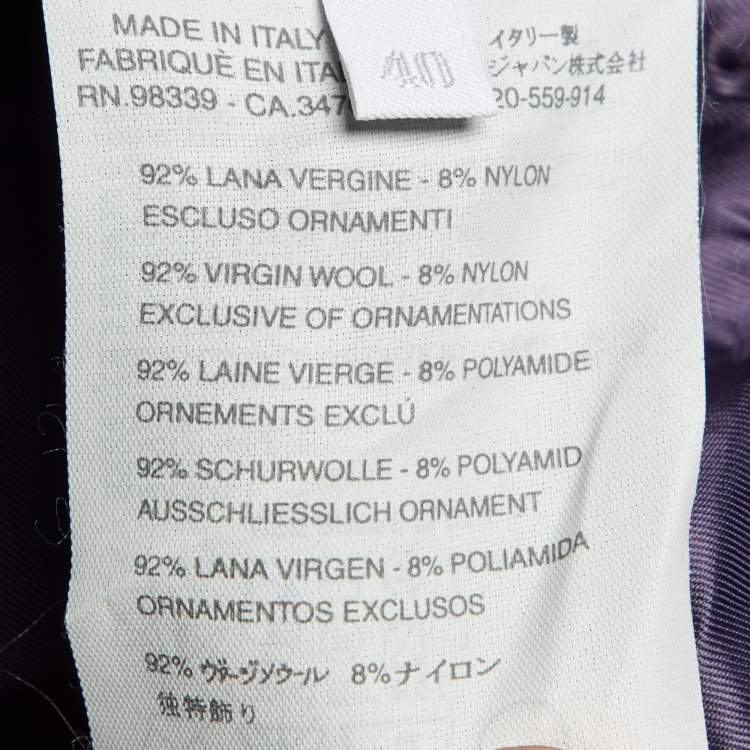 MADE IN ITALY
イタリー製
FABRIQUÈ EN ITA
ジャパン株式会社
RN.98339 - CA.347
20-559-914
40
92% LANA VERGINE - 8% NYLON
ESCLUSO ORNAMENTI
92% VIRGIN WOOL - 8% NYLON
EXCLUSIVE OF ORNAMENTATIONS
92% LAINE VIERGE - 8% POLYAMIDE
ORNEMENTS EXCLÚ
92% SCHURWOLLE - 8% POLYAMID
AUSSCHLIESSLICH ORNAMENT
92% LANA VIRGEN - 8% POLIAMIDA
ORNAMENTOS EXCLUSOS
92% ヴァージンウール 8% ナイロン
独特飾り